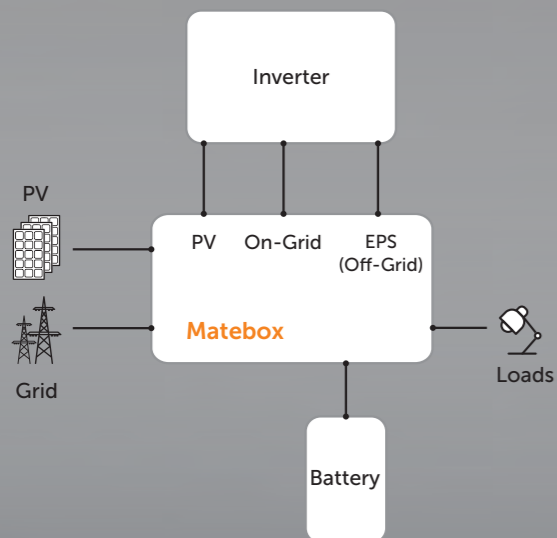 Inverter
PV
PV On-Grid EPS
(Off-Grid)
Matebox
Grid
Loads
Battery